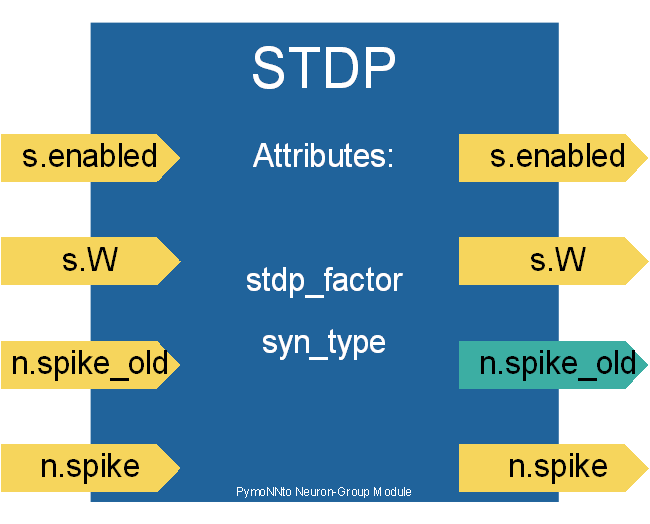 STDP
s.enabled
Attributes:
s.enabled
s.W
s.W
stdp_factor
syn_type
n.spike_old
n.spike_old
n.spike
n.spike
PymoNNto Neuron-Group Module